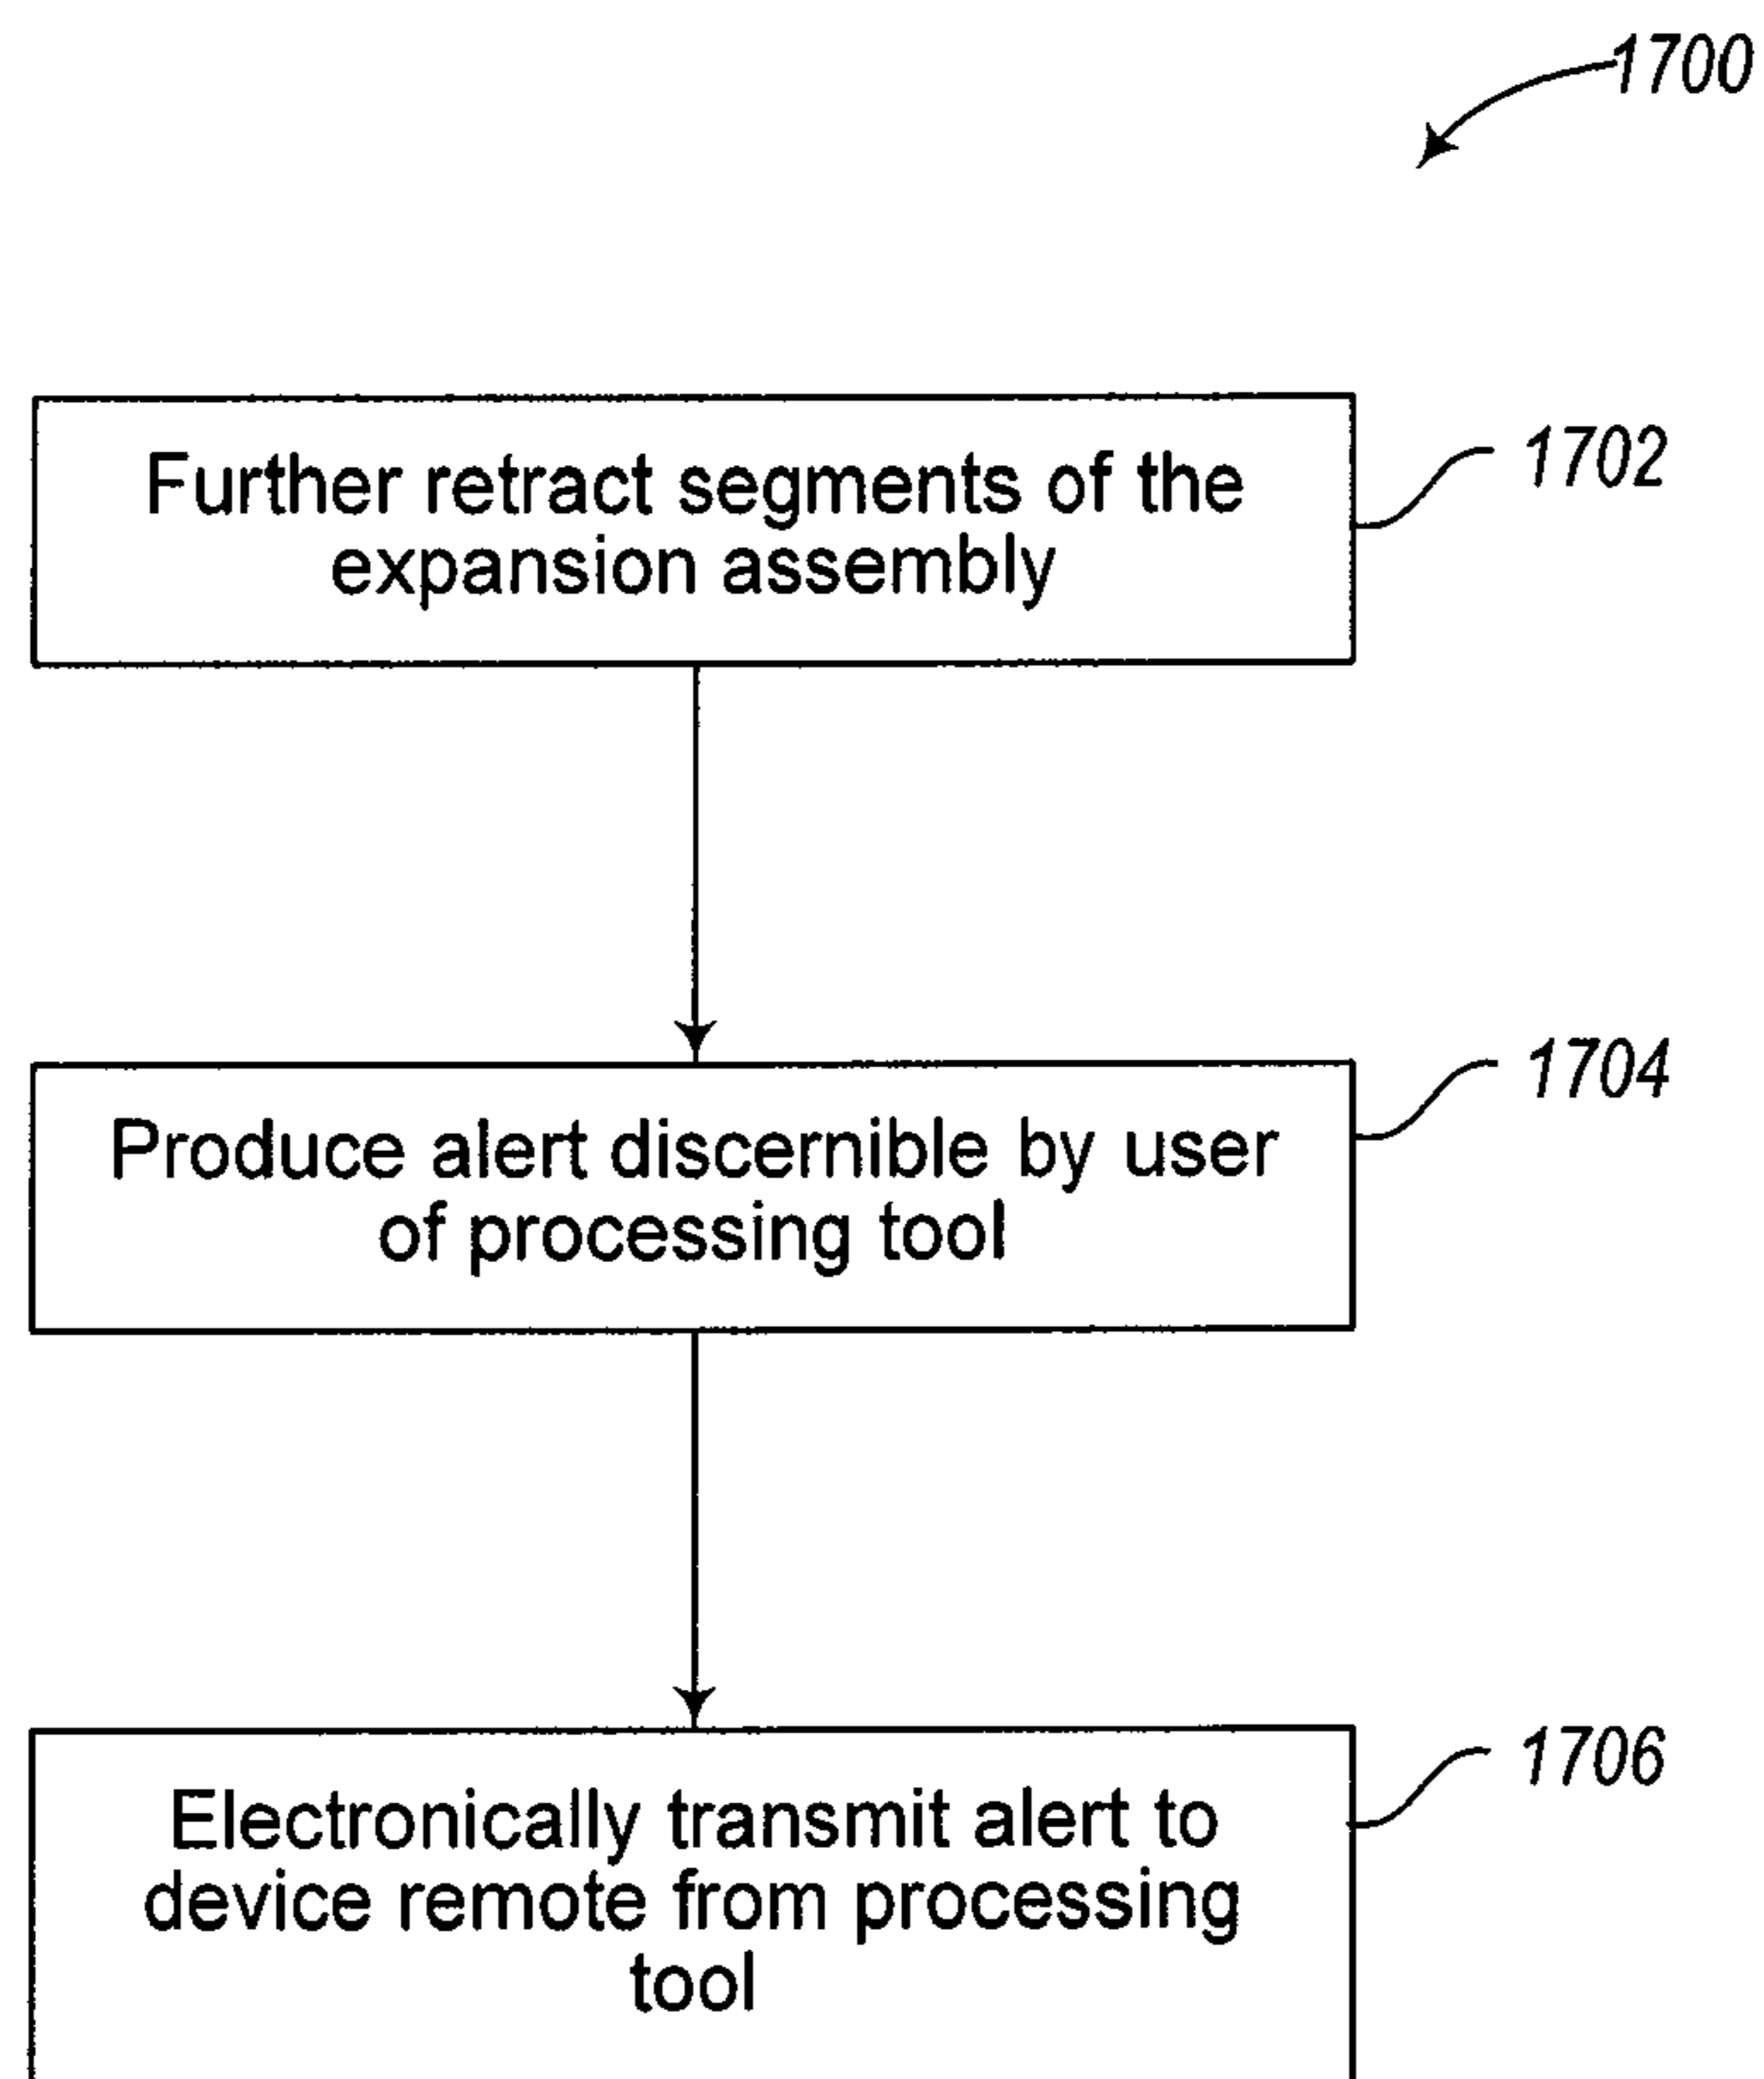 1700
Further retract segments of the
expansion assembly
1702
Produce alert discernible by user
of processing tool
1704
Electronically transmit alert to
device remote from processing
tool
1706